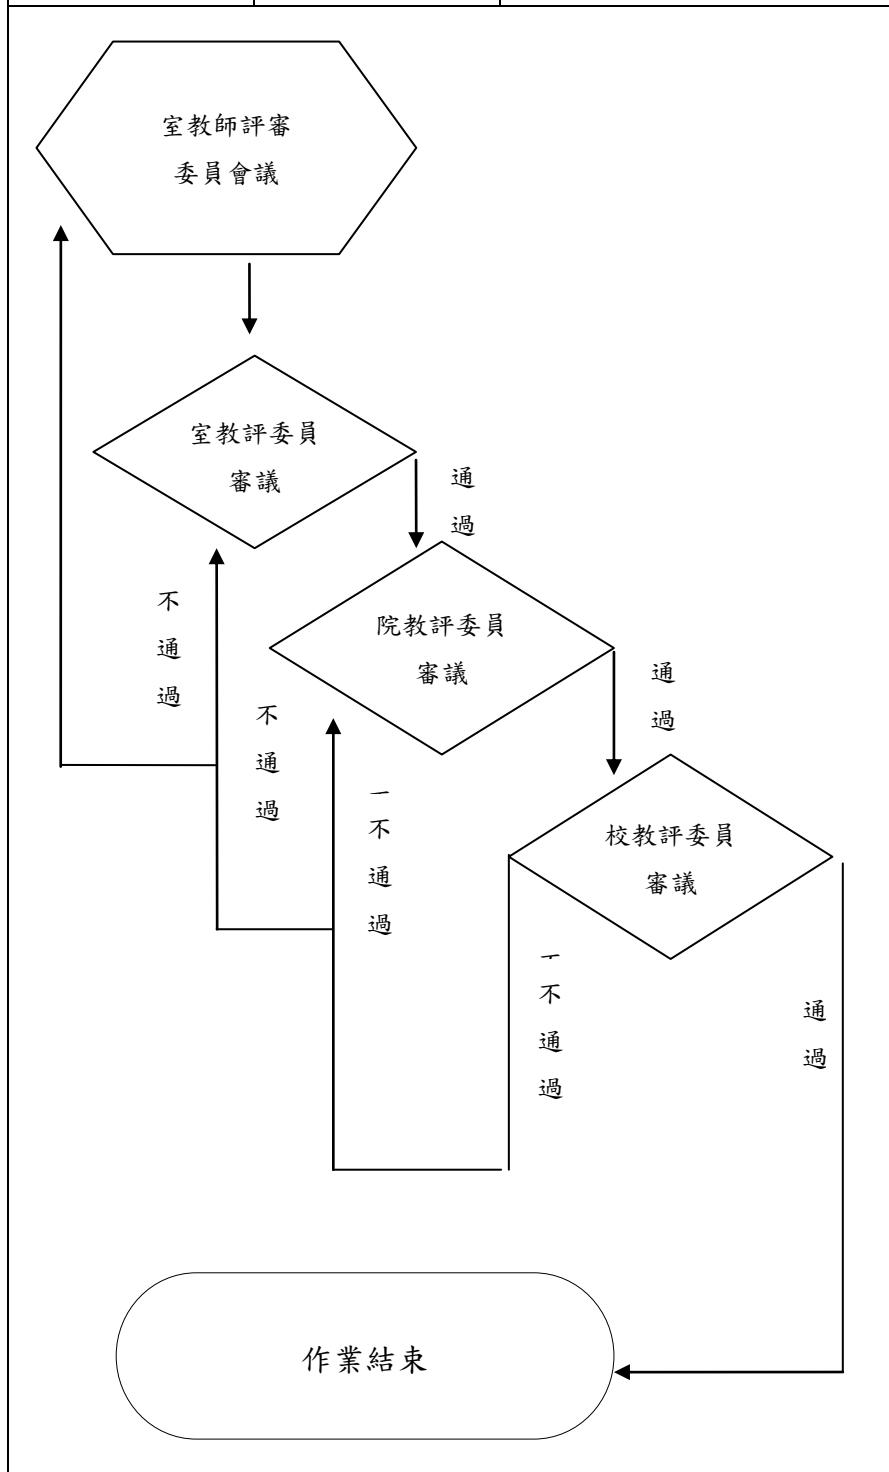 室教師評審
委員會議
室教評委員
審議
通
過
院教評委員
審議
不
通
過
通
過
不
通
過
不
通
過
校教評委員
審議
不
通
過
通
過
作業結束